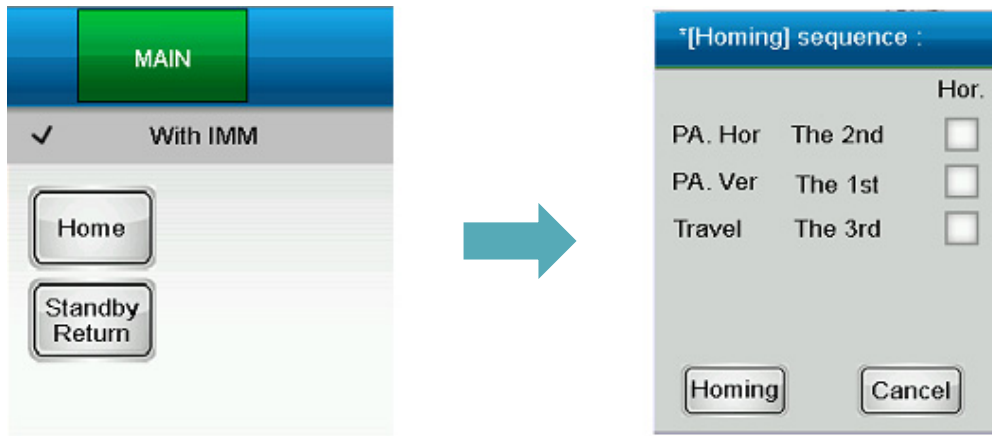 MAIN
✓ With IMM
Home
Standby
Return
*[Homing] sequence :
Hor.
PA. Hor The 2nd
PA. Ver The 1st
Travel The 3rd
Homing Cancel